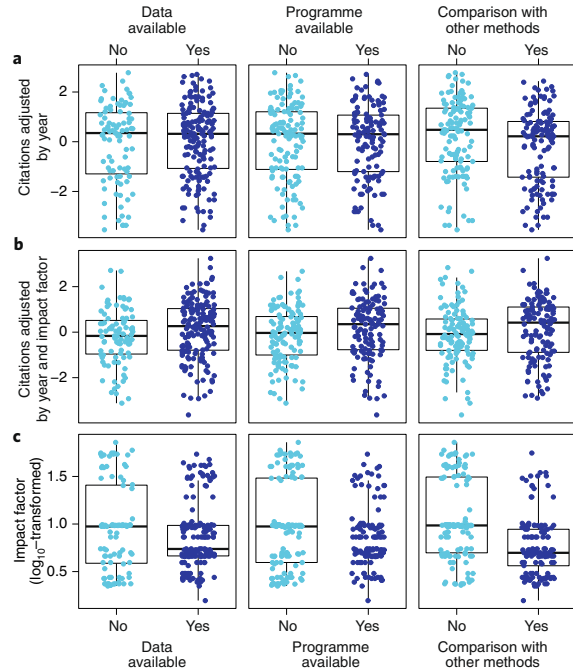 Data
available
Programme
available
Comparison with
other methods
No Yes No Yes No Yes
a
Citations adjusted
by year
2
0
−2
b
Citations adjusted
by year and impact factor
2
0
−2
c
Impact factor
(log10–transformed)
1.5
1.0
0.5
No Yes No Yes No Yes
Data
available
Programme
available
Comparison with
other methods